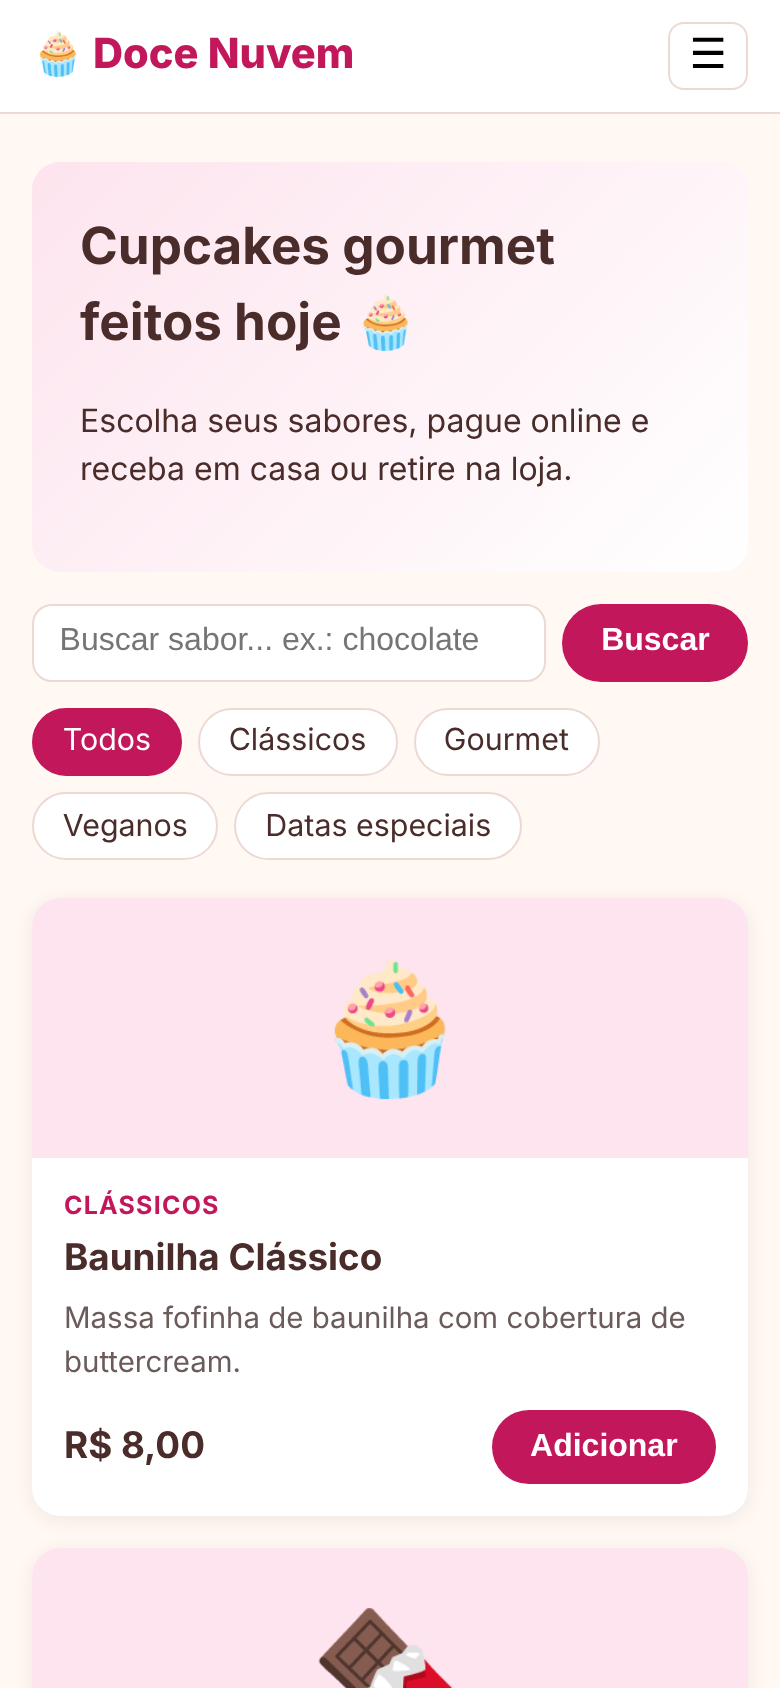 Doce Nuvem
Cupcakes gourmet
feitos hoje
Escolha seus sabores, pague online e
receba em casa ou retire na loja.
Buscar sabor... ex.: chocolate
Buscar
Todos
Clássicos
Gourmet
Veganos
Datas especiais
CLÁSSICOS
Baunilha Clássico
Massa fofinha de baunilha com cobertura de
buttercream.
R$ 8,00
Adicionar